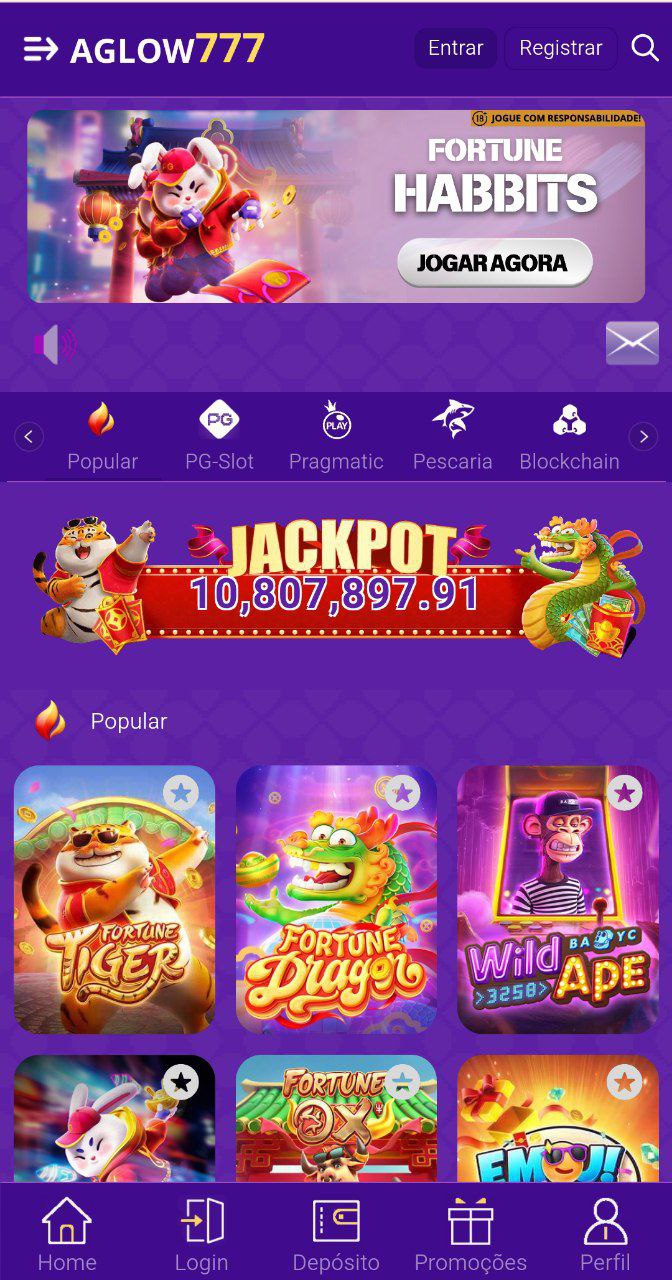 AGLOW777
Entrar
Registrar
18 JOGUE COM RESPONSABILIDADE!
FORTUNE
HABBITS
JOGAR AGORA
PG
PLAY
Popular
PG-Slot
Pragmatic
Pescaria
Blockchain
JACKPOT
10,807,897.91
Popular
FORTUNE
TIGER
FORTUNE
Dragon
BAYC
Wild
APE
>3258>
FORTUNE
OX
EMOJI
Home
Login
Depósito
Promoções
Perfil